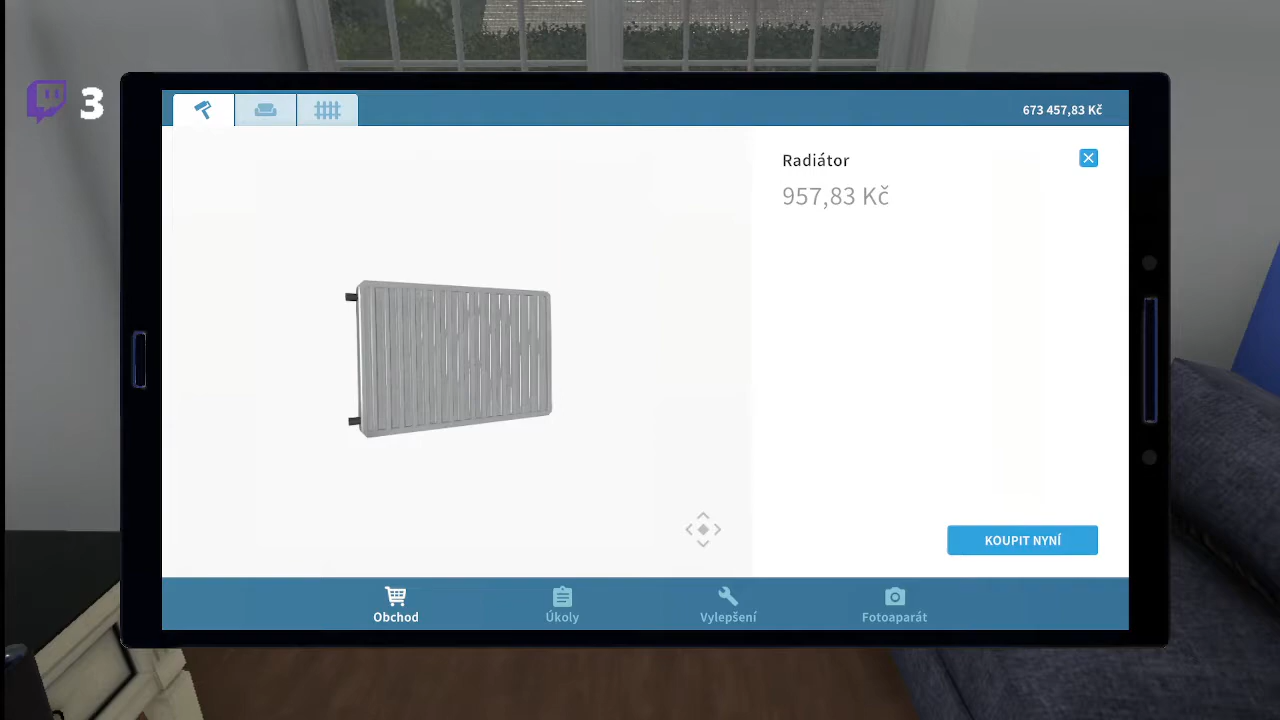 3
673 457,83 Kč
Radiátor
957,83 Kč
KOUPIT NYNÍ
Obchod
Úkoly
Vylepšení
Fotoaparát